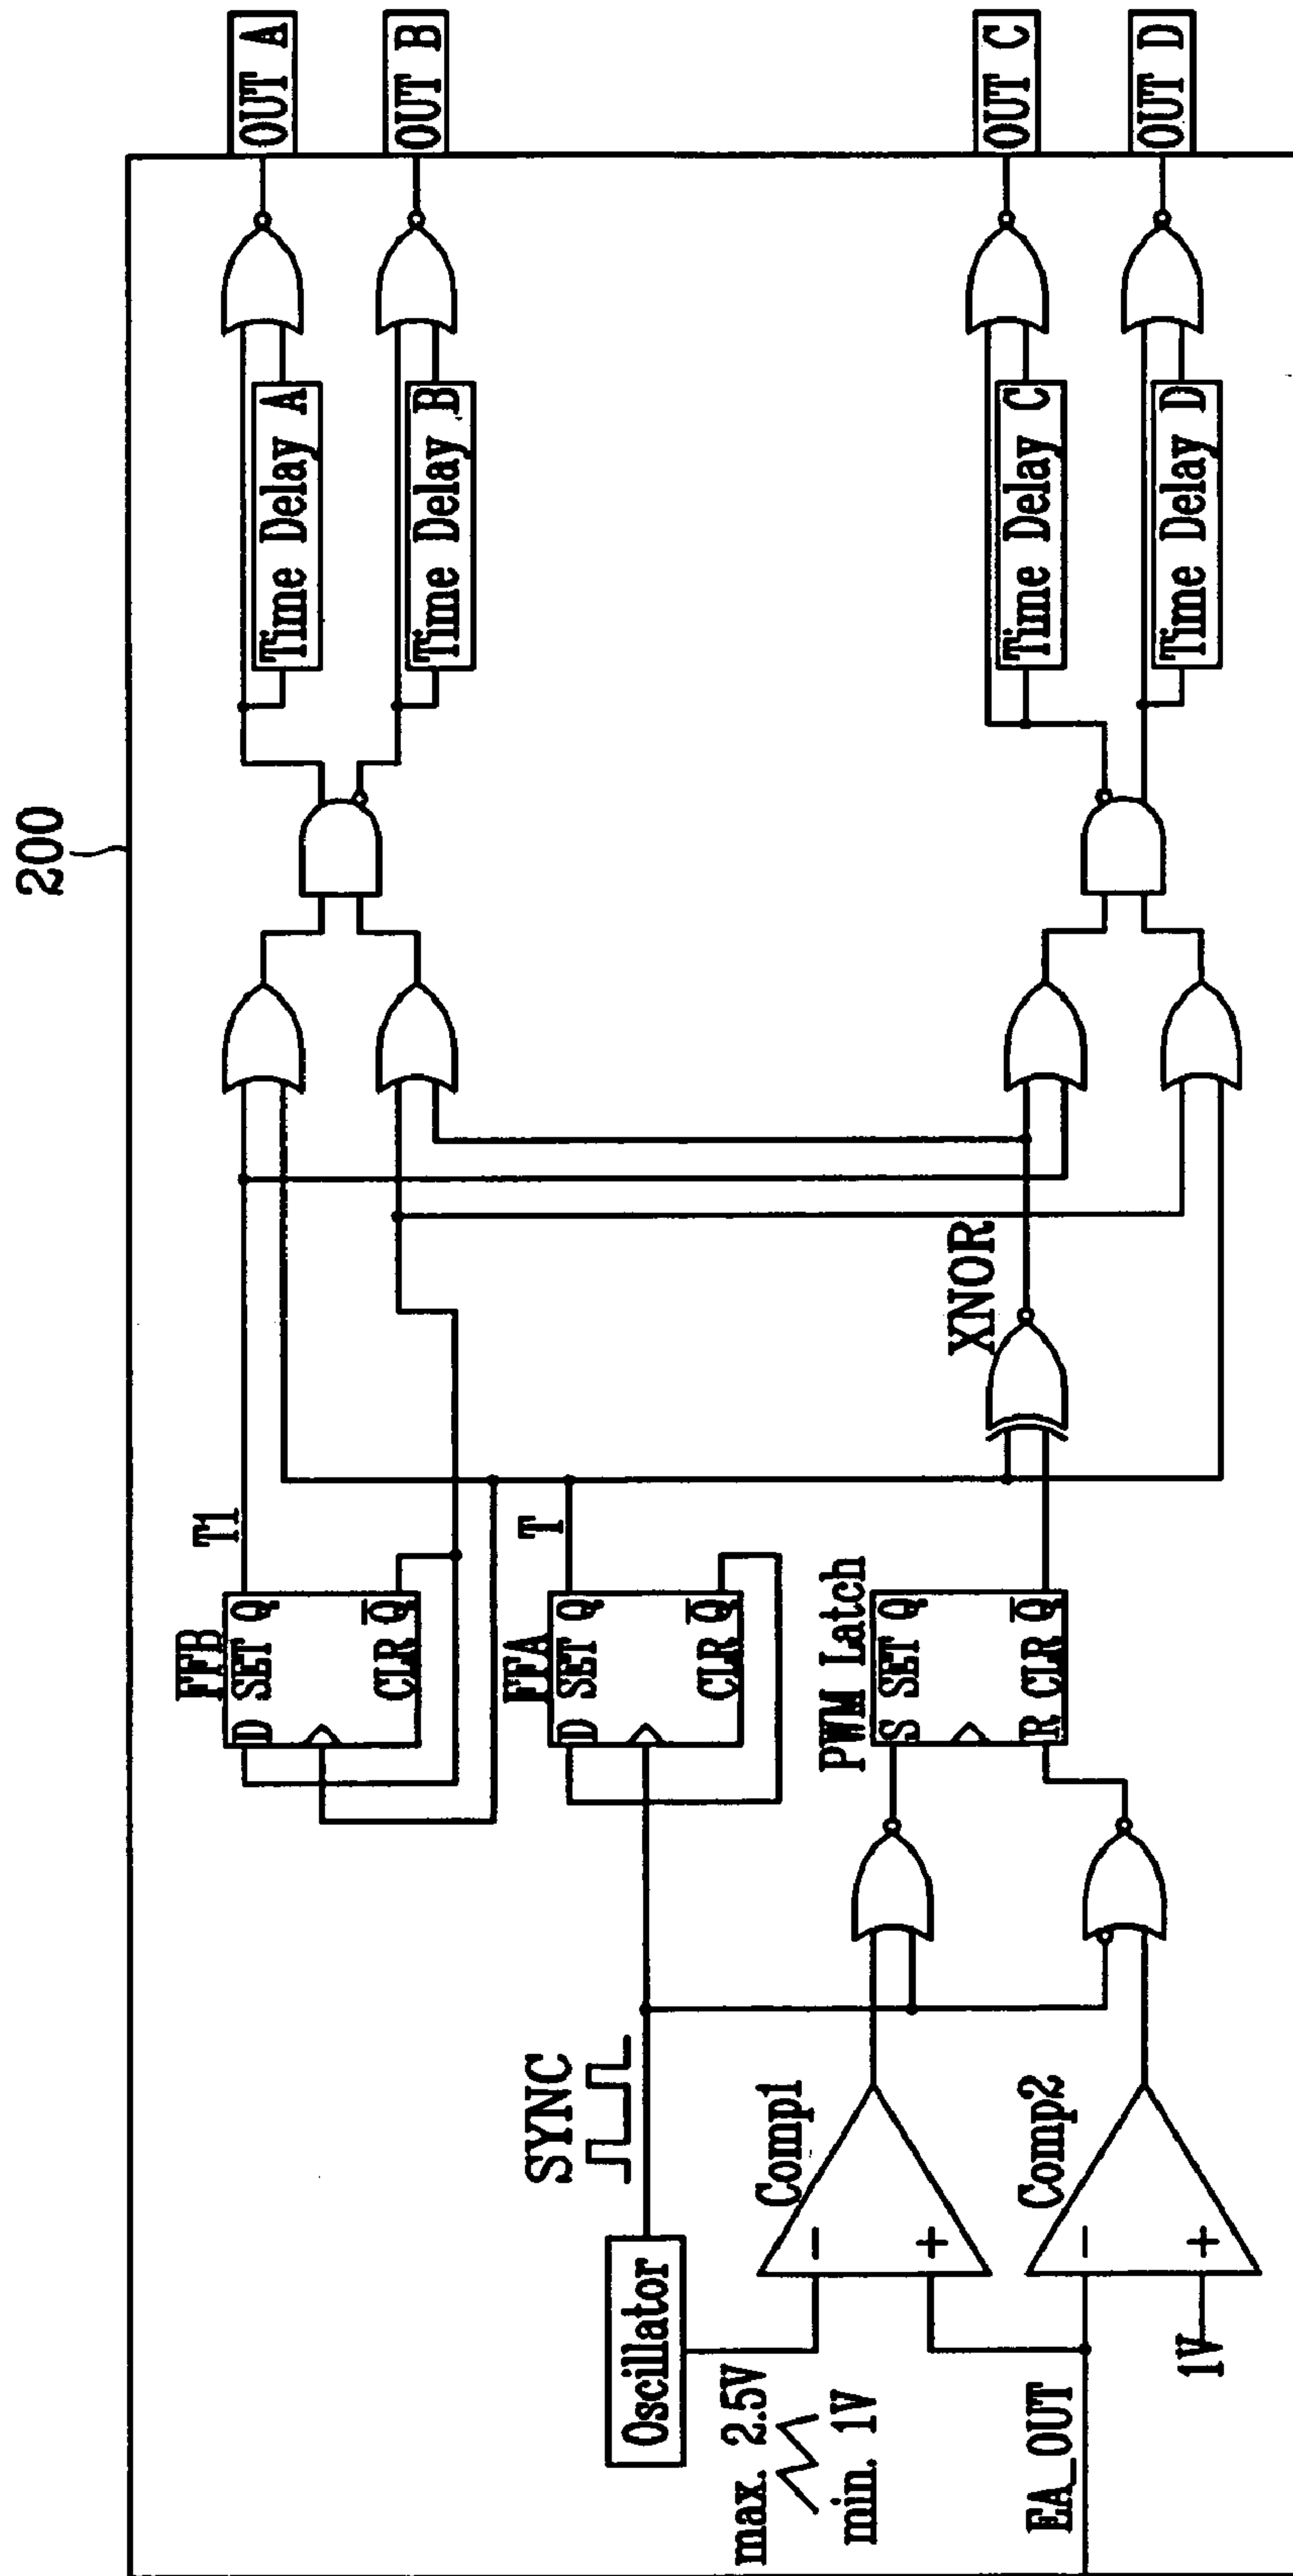 200
OUT A
OUT B
OUT C
OUT D
Time Delay A
Time Delay B
Time Delay C
Time Delay D
XNOR
T1
T
FFB
D SET Q
CLR Q̅
FFA
D SET Q
CLR Q̅
PWM Latch
S SET Q
R CLR Q̅
SYNC
Oscillator
Comp1
- +
Comp2
- +
max. 2.5V
min. 1V
EA_OUT
1V